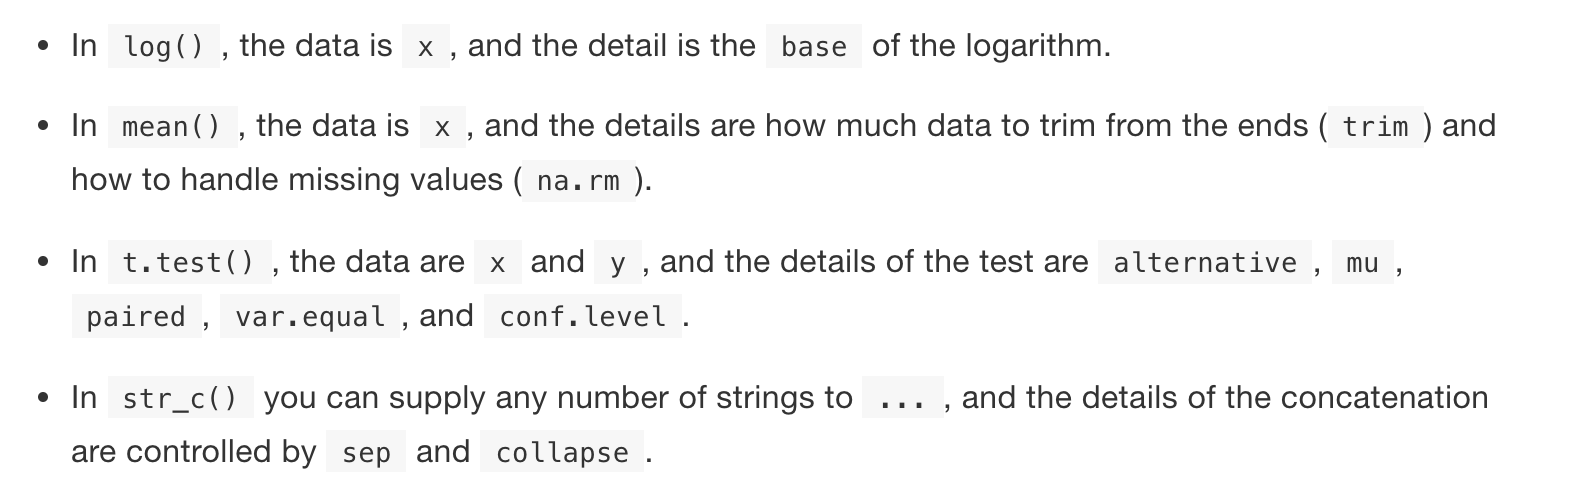 • In log() , the data is x , and the detail is the base of the logarithm.
• In mean() , the data is x , and the details are how much data to trim from the ends ( trim ) and
how to handle missing values ( na.rm ).
• In t.test() , the data are x and y , and the details of the test are alternative , mu ,
paired , var.equal , and conf.level .
• In str_c() you can supply any number of strings to ... , and the details of the concatenation
are controlled by sep and collapse .